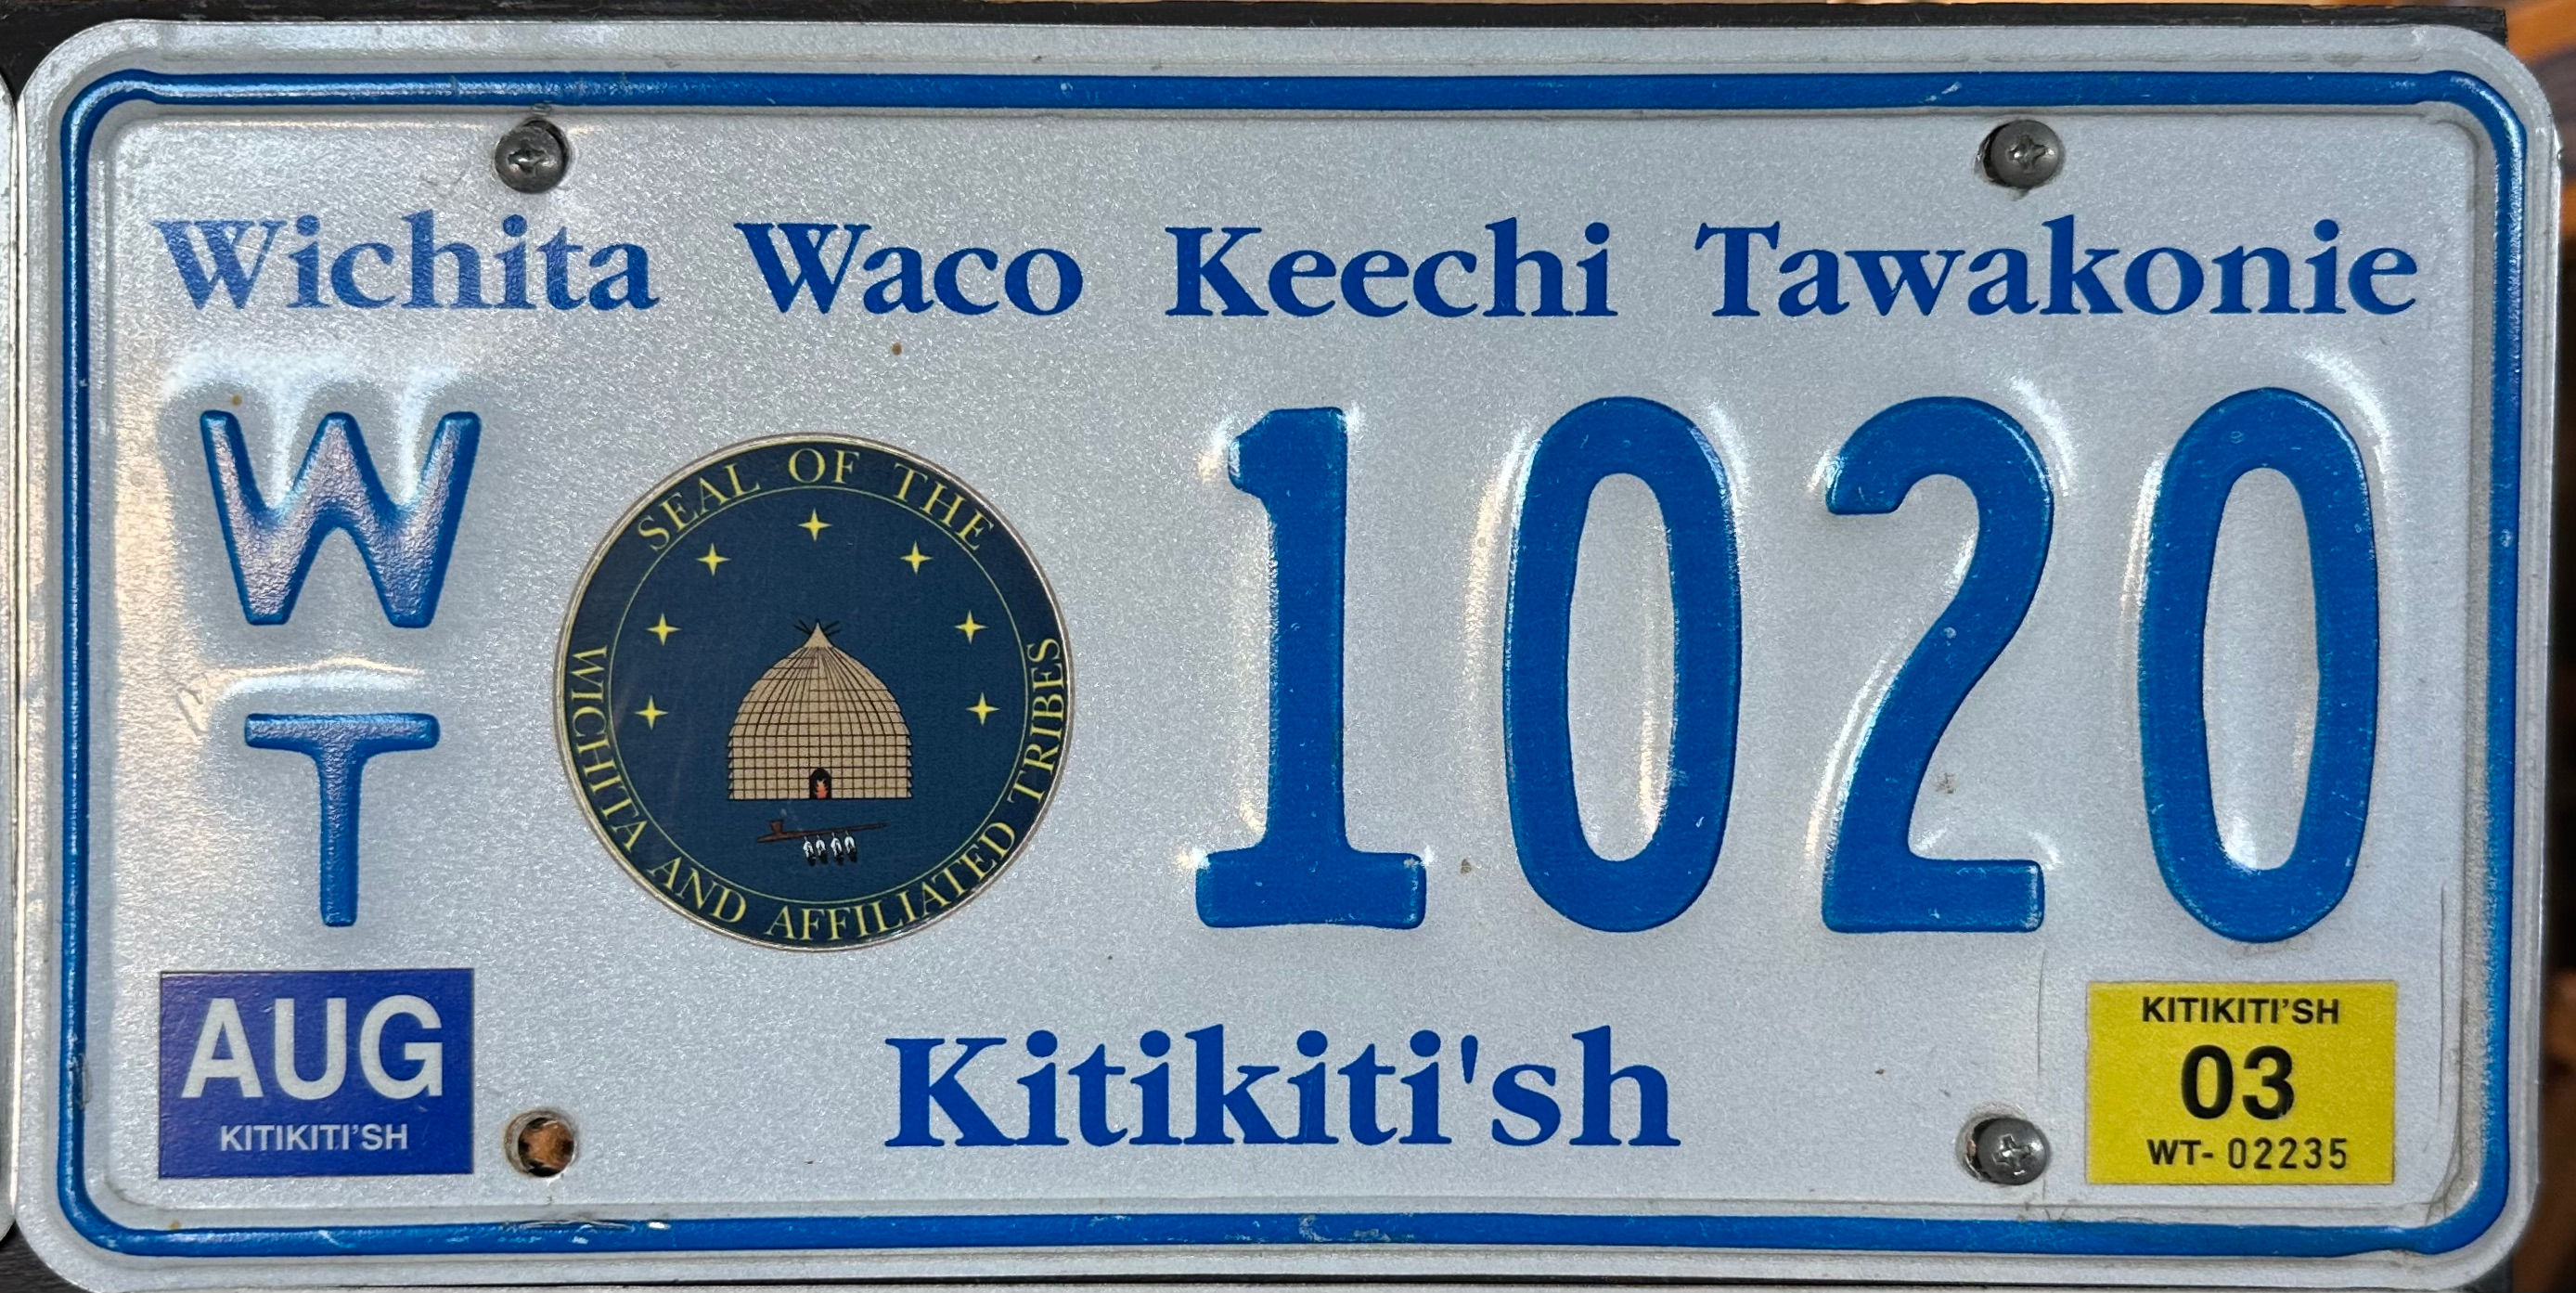 Wichita Waco Keechi Tawakonie
W
T
SEAL OF THE
WICHITA AND AFFILIATED TRIBES
1020
AUG
KITIKITI'SH
Kitikiti'sh
KITIKITI'SH
03
WT- 02235